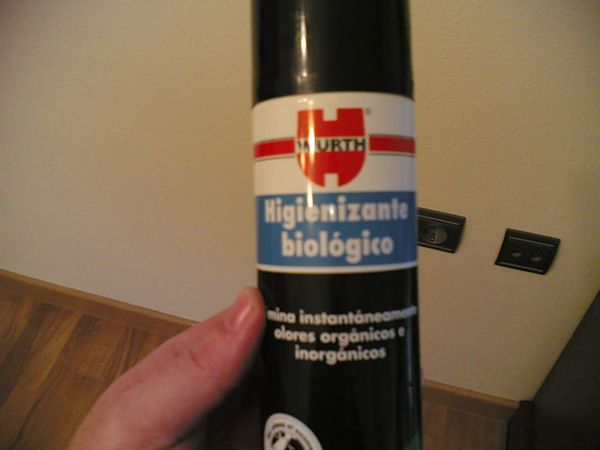 WURTH
Higienizante
biológico
mina instantáneamente
olores orgánicos e
inorgánicos